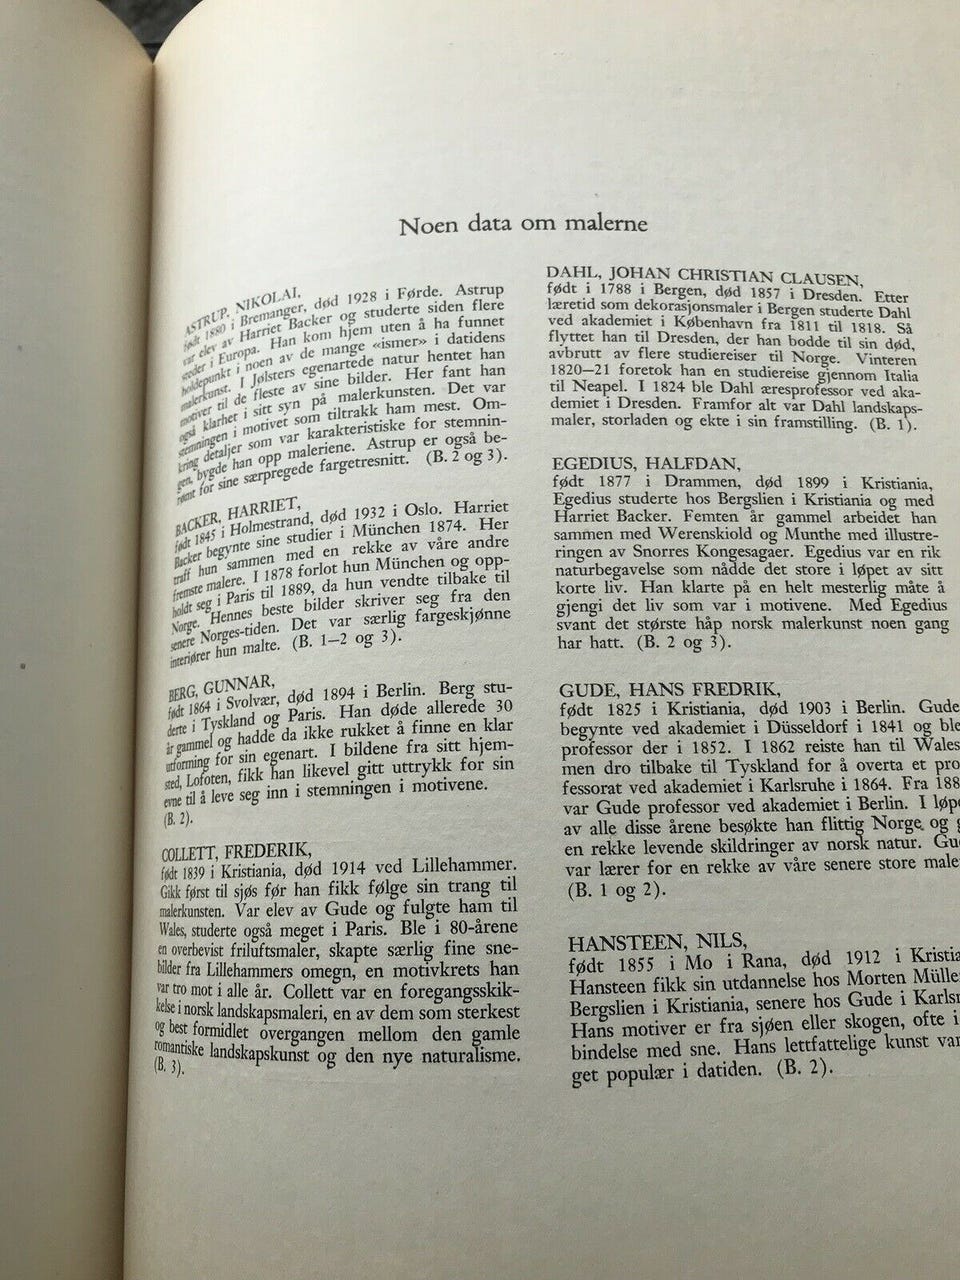 Noen data om malerne
ASTRUP, NIKOLAI,
født 1880 i Bremanger, død 1928 i Førde. Astrup
var elev av Harriet Backer og studerte siden flere
steder i Europa. Han kom hjem uten å ha funnet
holdepunkt i noen av de mange «ismer» i datidens
malerkunst. I Jølsters egenartede natur hentet han
motiver til de fleste av sine bilder. Her fant han
også klarhet i sitt syn på malerkunsten. Det var
stemningen i motivet som tiltrakk ham mest. Om-
kring detaljer som var karakteristiske for stemnin-
gen, bygde han opp maleriene. Astrup er også be-
rømt for sine særpregede fargetresnitt. (B. 2 og 3).
BACKER, HARRIET,
født 1845 i Holmestrand, død 1932 i Oslo. Harriet
Backer begynte sine studier i München 1874. Her
traff hun sammen med en rekke av våre andre
fremste malere. I 1878 forlot hun München og opp-
holdt seg i Paris til 1889, da hun vendte tilbake til
Norge. Hennes beste bilder skriver seg fra den
senere Norges-tiden. Det var særlig fargeskjønne
interiører hun malte. (B. 1—2 og 3).
BERG, GUNNAR,
født 1864 i Svolvær, død 1894 i Berlin. Berg stu-
derte i Tyskland og Paris. Han døde allerede 30
år gammel og hadde da ikke rukket å finne en klar
utforming for sin egenart. I bildene fra sitt hjem-
sted, Lofoten, fikk han likevel gitt uttrykk for sin
evne til å leve seg inn i stemningen i motivene.
(B. 2).
COLLETT, FREDERIK,
født 1839 i Kristiania, død 1914 ved Lillehammer.
Gikk først til sjøs før han fikk følge sin trang til
malerkunsten. Var elev av Gude og fulgte ham til
Wales, studerte også meget i Paris. Ble i 80-årene
en overbevist friluftsmaler, skapte særlig fine sne-
bilder fra Lillehammers omegn, en motivkrets han
var tro mot i alle år. Collett var en foregangsskik-
kelse i norsk landskapsmaleri, en av dem som sterkest
og best formidlet overgangen mellom den gamle
romantiske landskapskunst og den nye naturalisme.
(B. 3).
DAHL, JOHAN CHRISTIAN CLAUSEN,
født i 1788 i Bergen, død 1857 i Dresden. Etter
læretid som dekorasjonsmaler i Bergen studerte Dahl
ved akademiet i København fra 1811 til 1818. Så
flyttet han til Dresden, der han bodde til sin død,
avbrutt av flere studiereiser til Norge. Vinteren
1820—21 foretok han en studiereise gjennom Italia
til Neapel. I 1824 ble Dahl æresprofessor ved aka-
demiet i Dresden. Framfor alt var Dahl landskaps-
maler, storladen og ekte i sin framstilling. (B. 1).
EGEDIUS, HALFDAN,
født 1877 i Drammen, død 1899 i Kristiania,
Egedius studerte hos Bergslien i Kristiania og med
Harriet Backer. Femten år gammel arbeidet han
sammen med Werenskiold og Munthe med illustre-
ringen av Snorres Kongesagaer. Egedius var en rik
naturbegavelse som nådde det store i løpet av sitt
korte liv. Han klarte på en helt mesterlig måte å
gjengi det liv som var i motivene. Med Egedius
svant det største håp norsk malerkunst noen gang
har hatt. (B. 2 og 3).
GUDE, HANS FREDRIK,
født 1825 i Kristiania, død 1903 i Berlin. Gude
begynte ved akademiet i Düsseldorf i 1841 og ble
professor der i 1852. I 1862 reiste han til Wales
men dro tilbake til Tyskland for å overta et pro
fessorat ved akademiet i Karlsruhe i 1864. Fra 188
var Gude professor ved akademiet i Berlin. I løp
av alle disse årene besøkte han flittig Norge og g
en rekke levende skildringer av norsk natur. Gu
var lærer for en rekke av våre senere store male
(B. 1 og 2).
HANSTEEN, NILS,
født 1855 i Mo i Rana, død 1912 i Kristia
Hansteen fikk sin utdannelse hos Morten Mülle
Bergslien i Kristiania, senere hos Gude i Karlsr
Hans motiver er fra sjøen eller skogen, ofte i
bindelse med sne. Hans lettfattelige kunst var
get populær i datiden. (B. 2).